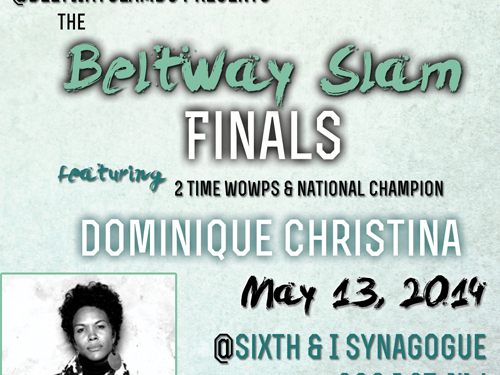 THE
Beltway Slam
FINALS
featuring
2 TIME WOWPS & NATIONAL CHAMPION
DOMINIQUE CHRISTINA
May 13, 2014
@SIXTH & I SYNAGOGUE